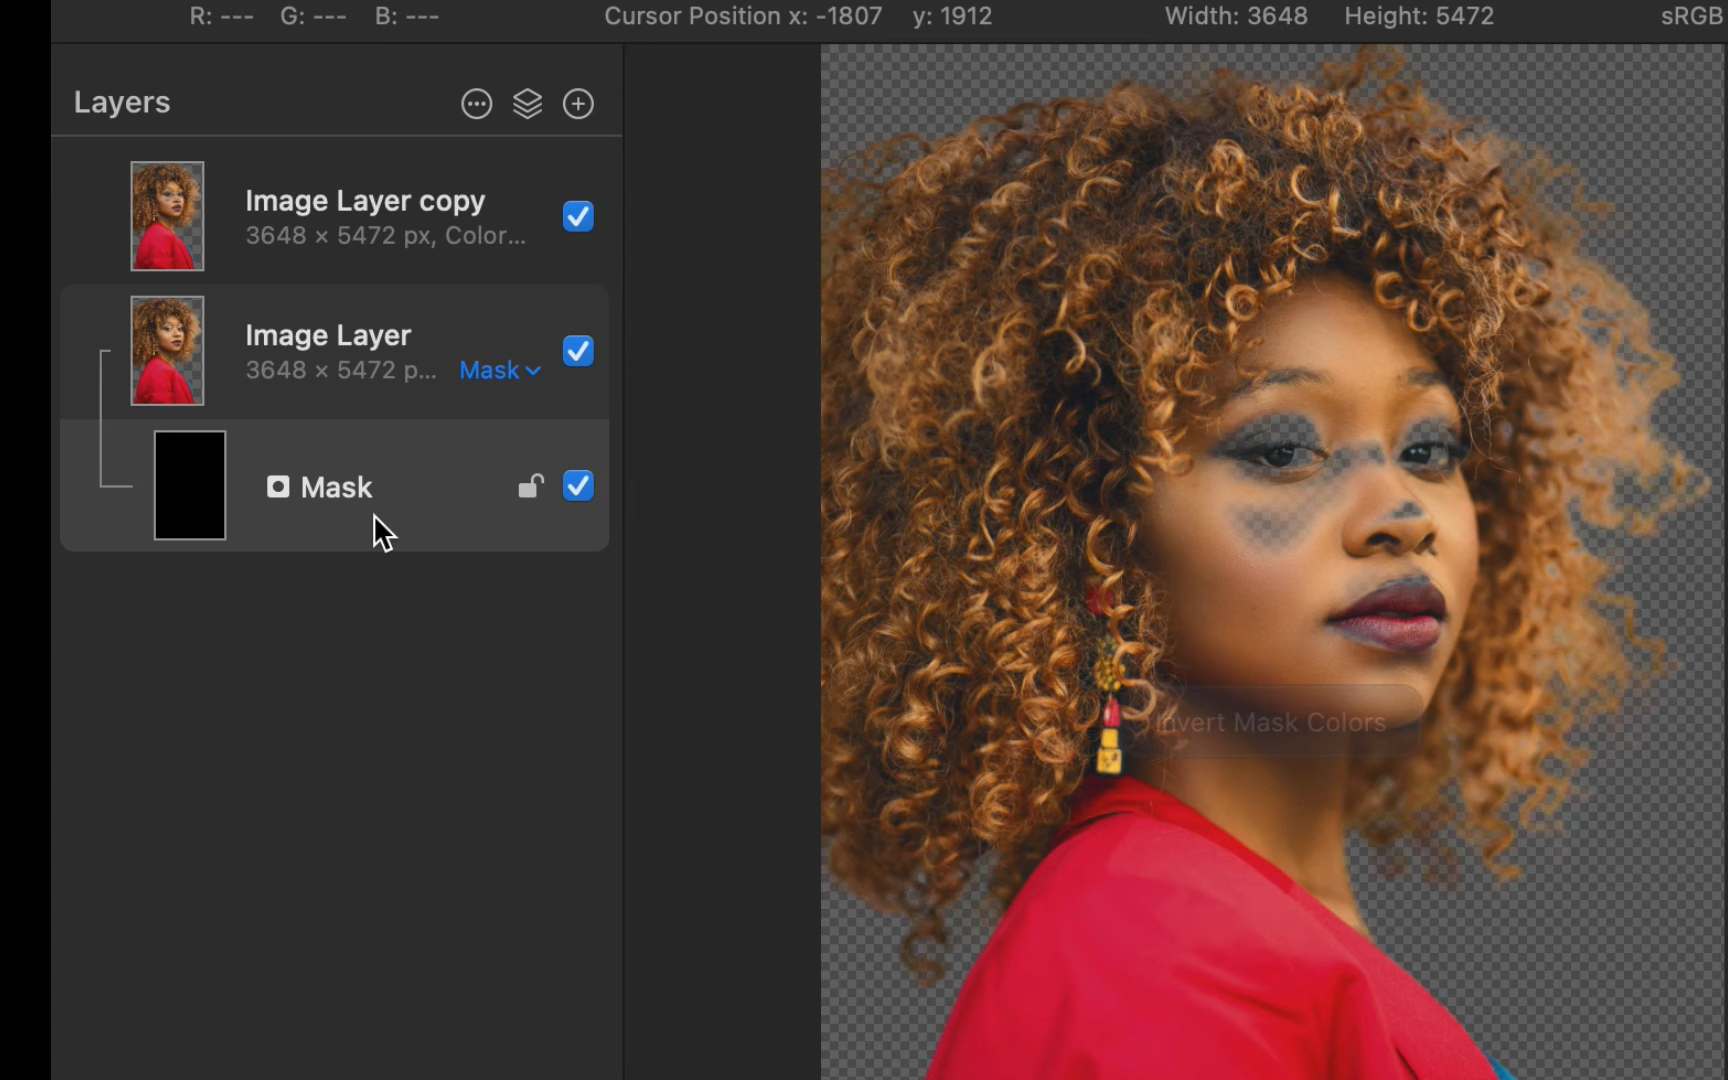 R: --- G: --- B: --- Cursor Position x: -1807 y: 1912 Width: 3648 Height: 5472 sRGB
Layers
Image Layer copy
3648 × 5472 px, Color...
Image Layer
3648 × 5472 p... Mask
Mask
Invert Mask Colors